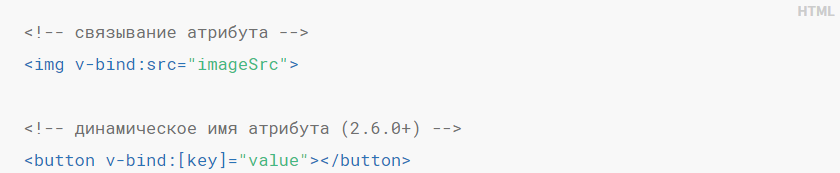 HTML
<!-- связывание атрибута -->
<img v-bind:src="imageSrc">
<!-- динамическое имя атрибута (2.6.0+) -->
<button v-bind:[key]="value"></button>